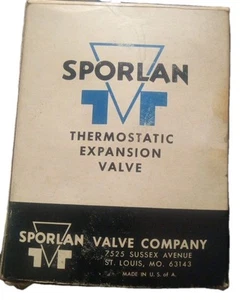 SPORLAN
THERMOSTATIC
EXPANSION
VALVE
SPORLAN VALVE COMPANY
7525 SUSSEX AVENUE
ST. LOUIS, MO. 63143
MADE IN U. S. of A.